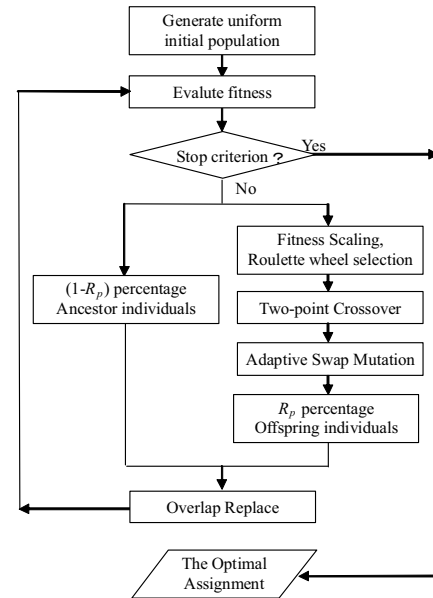 Generate uniform
initial population
Evalute fitness
Stop criterion ?
Yes
No
(1-Rp) percentage
Ancestor individuals
Fitness Scaling,
Roulette wheel selection
Two-point Crossover
Adaptive Swap Mutation
Rp percentage
Offspring individuals
Overlap Replace
The Optimal
Assignment